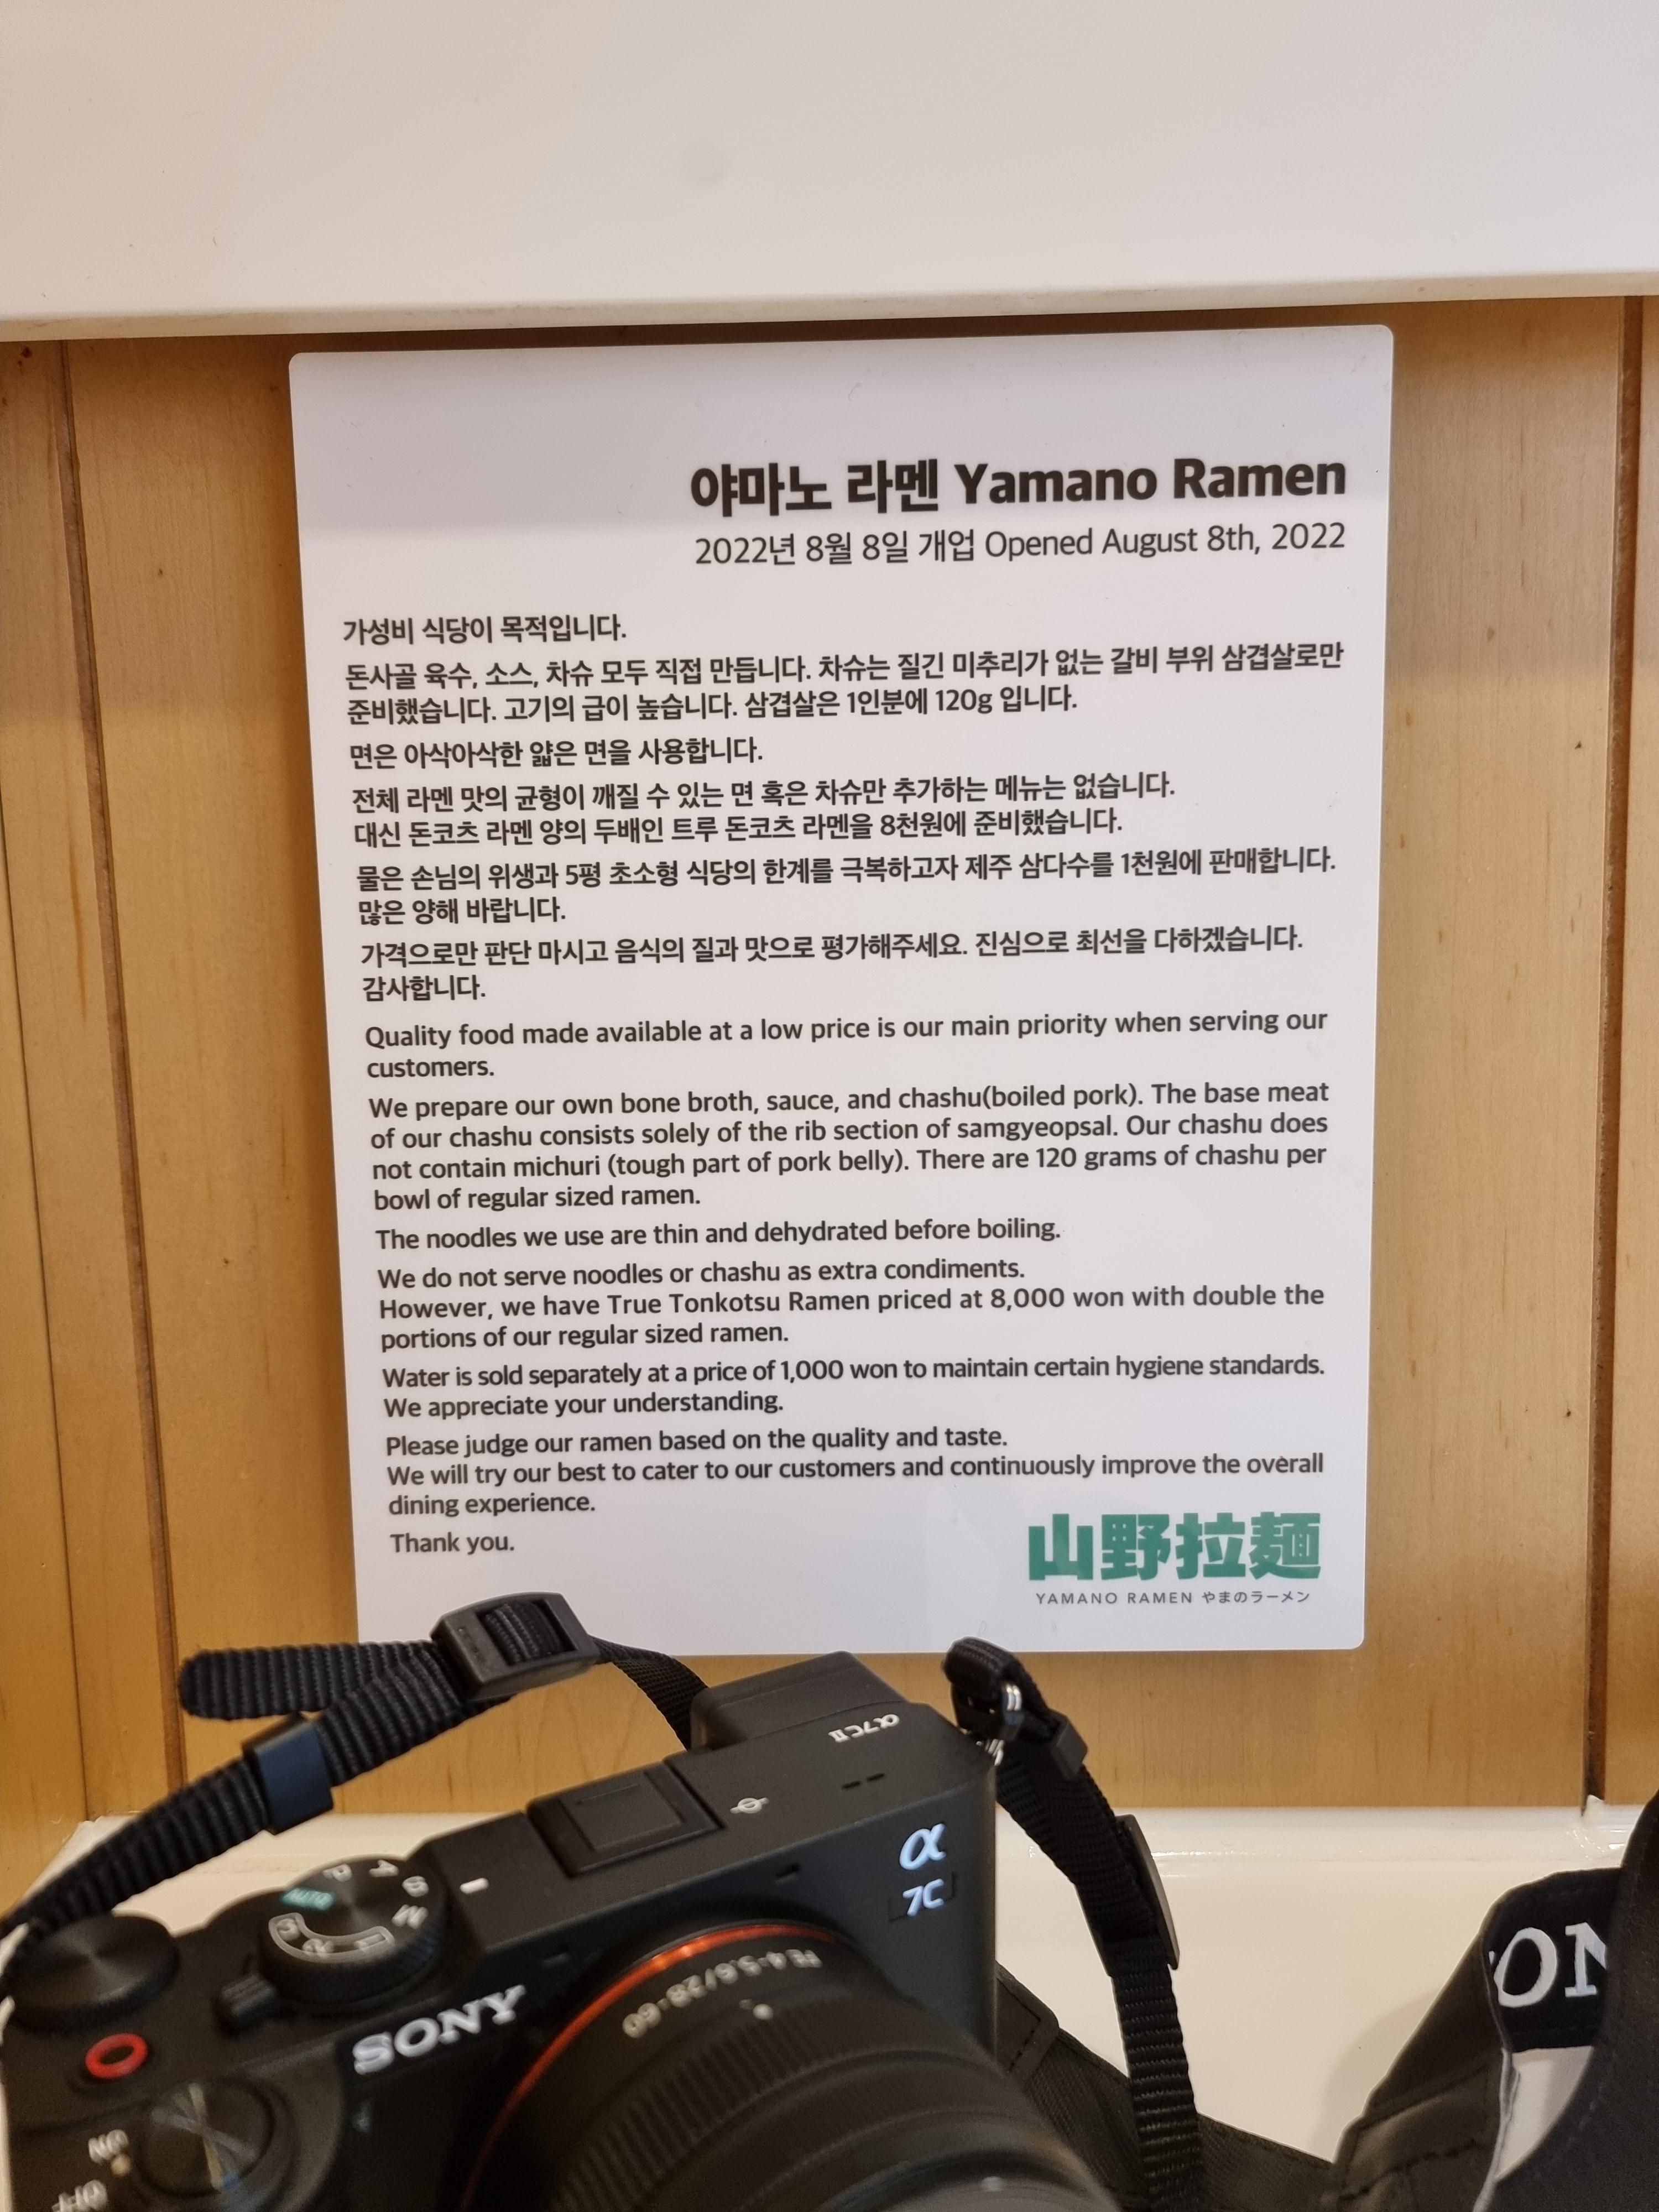 야마노 라멘 Yamano Ramen
2022년 8월 8일 개업 Opened August 8th, 2022
가성비 식당이 목적입니다.
돈사골 육수, 소스, 차슈 모두 직접 만듭니다. 차슈는 질긴 미추리가 없는 갈비 부위 삼겹살로만
준비했습니다. 고기의 급이 높습니다. 삼겹살은 1인분에 120g 입니다.
면은 아삭아삭한 얇은 면을 사용합니다.
전체 라멘 맛의 균형이 깨질 수 있는 면 혹은 차슈만 추가하는 메뉴는 없습니다.
대신 돈코츠 라멘 양의 두배인 트루 돈코츠 라멘을 8천원에 준비했습니다.
물은 손님의 위생과 5평 초소형 식당의 한계를 극복하고자 제주 삼다수를 1천원에 판매합니다.
많은 양해 바랍니다.
가격으로만 판단 마시고 음식의 질과 맛으로 평가해주세요. 진심으로 최선을 다하겠습니다.
감사합니다.
Quality food made available at a low price is our main priority when serving our
customers.
We prepare our own bone broth, sauce, and chashu(boiled pork). The base meat
of our chashu consists solely of the rib section of samgyeopsal. Our chashu does
not contain michuri (tough part of pork belly). There are 120 grams of chashu per
bowl of regular sized ramen.
The noodles we use are thin and dehydrated before boiling.
We do not serve noodles or chashu as extra condiments.
However, we have True Tonkotsu Ramen priced at 8,000 won with double the
portions of our regular sized ramen.
Water is sold separately at a price of 1,000 won to maintain certain hygiene standards.
We appreciate your understanding.
Please judge our ramen based on the quality and taste.
We will try our best to cater to our customers and continuously improve the overall
dining experience.
Thank you.
山野拉麺
YAMANO RAMEN やまのラーメン
α7CII
α
7C
AUTO P A S M
SONY
FE 4-5.6/28-60
ON
OFF
ON